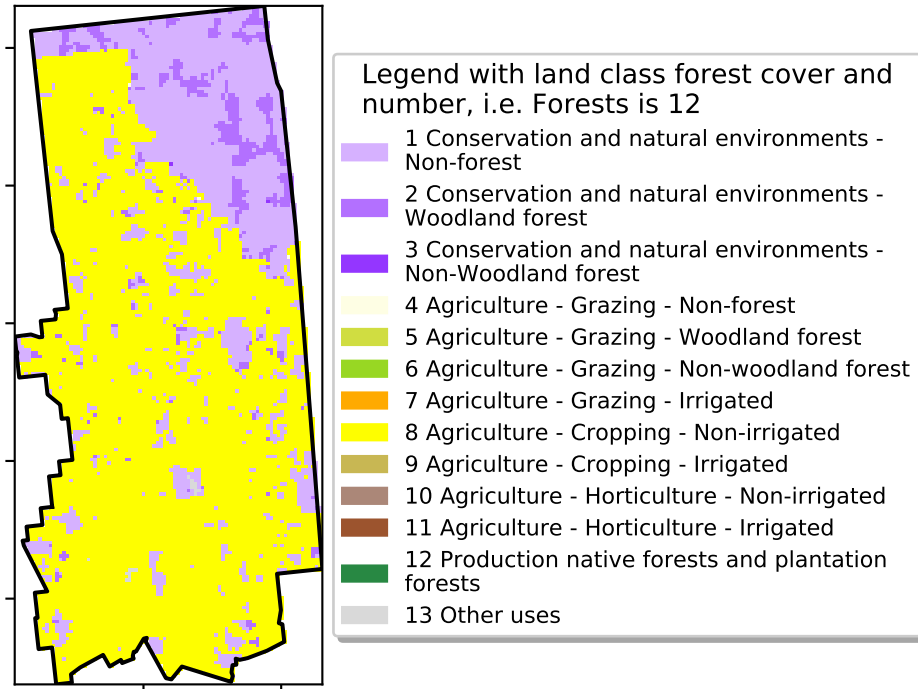 Legend with land class forest cover and
number, i.e. Forests is 12
1 Conservation and natural environments -
Non-forest
2 Conservation and natural environments -
Woodland forest
3 Conservation and natural environments -
Non-Woodland forest
4 Agriculture - Grazing - Non-forest
5 Agriculture - Grazing - Woodland forest
6 Agriculture - Grazing - Non-woodland forest
7 Agriculture - Grazing - Irrigated
8 Agriculture - Cropping - Non-irrigated
9 Agriculture - Cropping - Irrigated
10 Agriculture - Horticulture - Non-irrigated
11 Agriculture - Horticulture - Irrigated
12 Production native forests and plantation
forests
13 Other uses